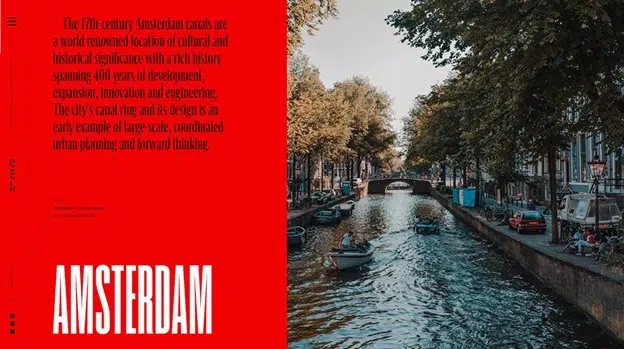 The 17th-century Amsterdam canals are
a world renowned location of cultural and
historical significance with a rich history
spanning 400 years of development,
expansion, innovation and engineering.
The city's canal ring and its design is an
early example of large-scale, coordinated
urban planning and forward thinking.
AMSTERDAM